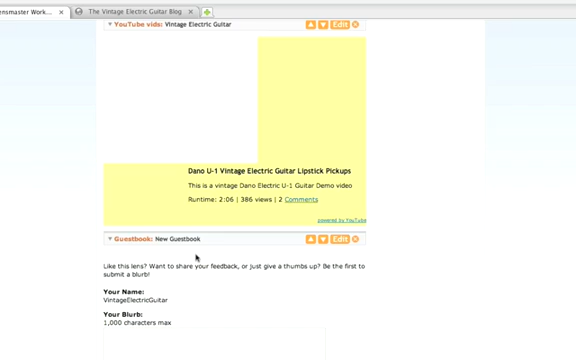 ensmaster Work... x The Vintage Electric Guitar Blog x
YouTube vids: Vintage Electric Guitar Edit
Dano U-1 Vintage Electric Guitar Lipstick Pickups
This is a vintage Dano Electric U-1 Guitar Demo video
Runtime: 2:06 | 386 views | 2 Comments
powered by YouTube
Guestbook: New Guestbook Edit
Like this lens? Want to share your feedback, or just give a thumbs up? Be the first to
submit a blurb!
Your Name:
VintageElectricGuitar
Your Blurb:
1,000 characters max